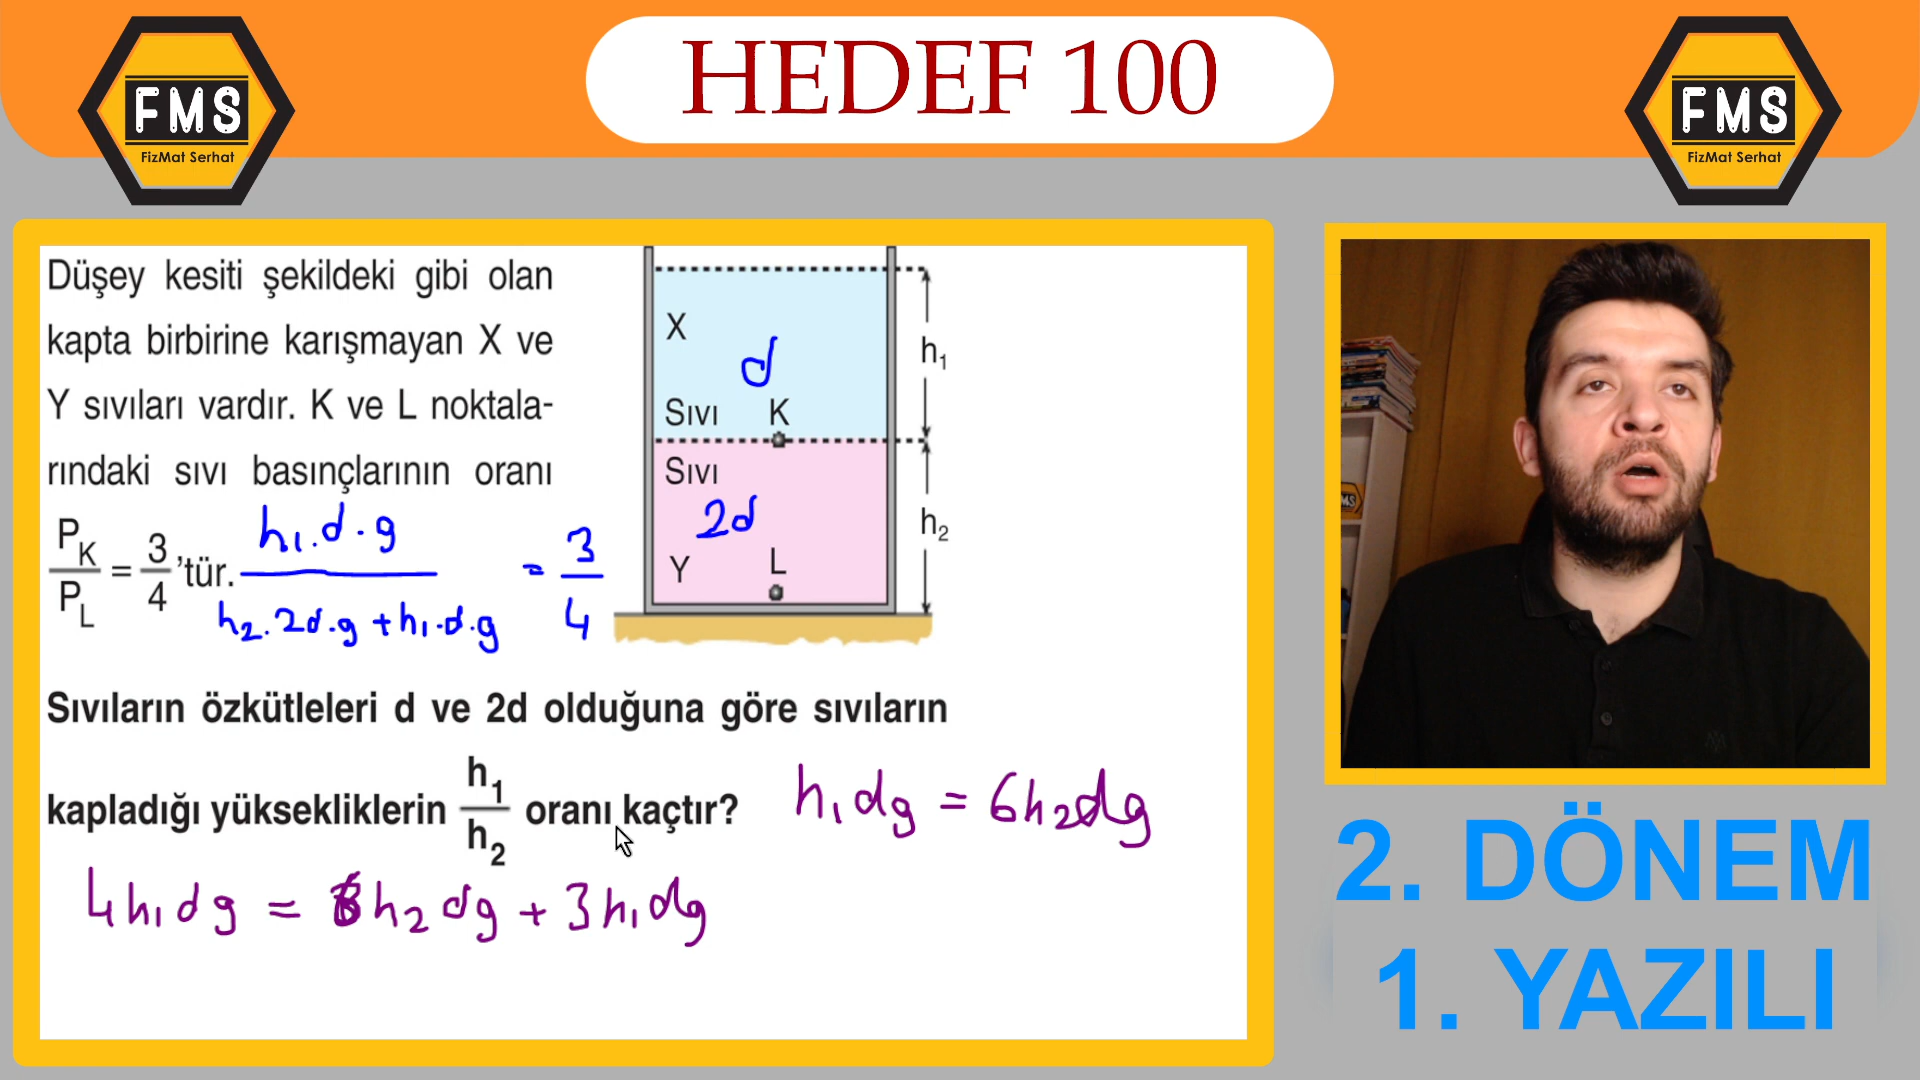 HEDEF 100
FMS
FizMat Serhat
FMS
FizMat Serhat
Düşey kesiti şekildeki gibi olan
kapta birbirine karışmayan X ve
Y sıvıları vardır. K ve L noktala-
rındaki sıvı basınçlarının oranı
P_K / P_L = 3/4 'tür.
h₁.d.g / h₂.2d.g + h₁.d.g = 3/4
X
d
Sıvı K
h₁
Sıvı
2d
h₂
Y L
Sıvıların özkütleleri d ve 2d olduğuna göre sıvıların
kapladığı yüksekliklerin h₁/h₂ oranı kaçtır?
h₁dg = 6h₂dg
4h₁dg = 6h₂dg + 3h₁dg
2. DÖNEM
1. YAZILI